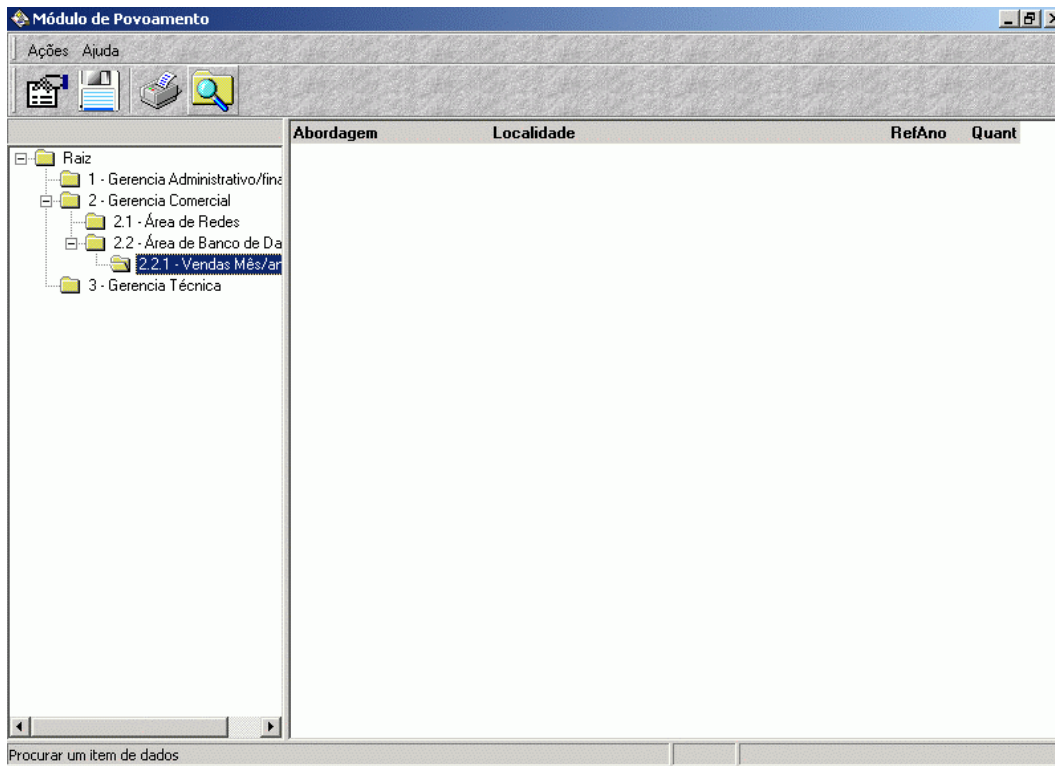 Módulo de Povoamento
Ações Ajuda
Abordagem Localidade RefAno Quant
Raiz
1 - Gerencia Administrativo/fina
2 - Gerencia Comercial
2.1 - Área de Redes
2.2 - Área de Banco de Da
2.2.1 - Vendas Mês/an
3 - Gerencia Técnica
Procurar um item de dados